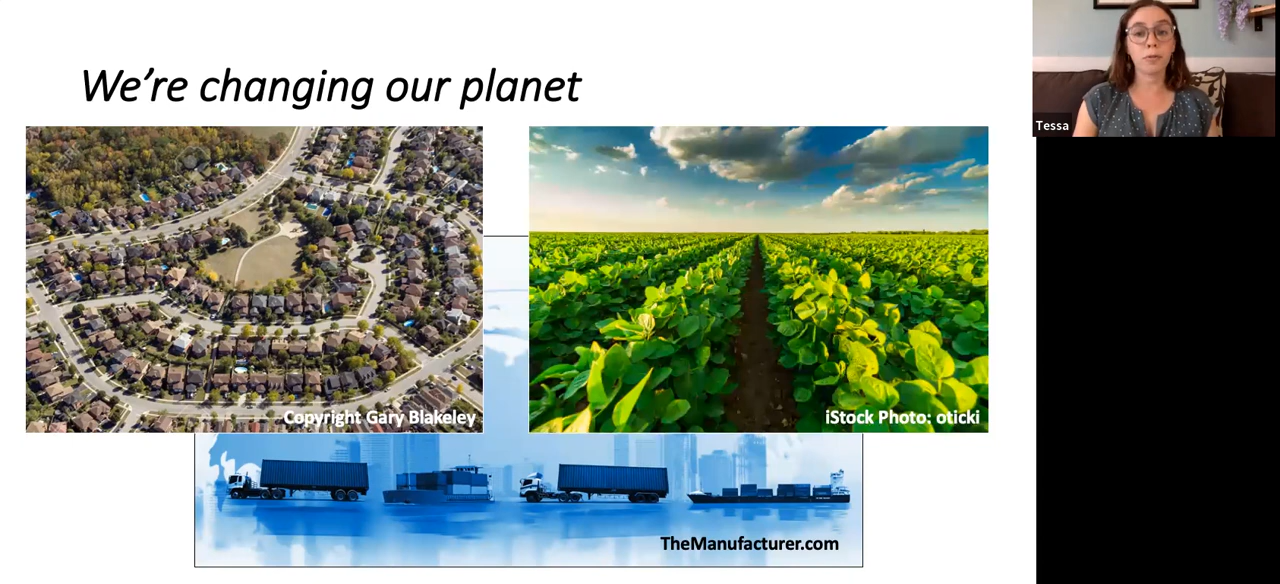 We're changing our planet
Tessa
Copyright Gary Blakeley
iStock Photo: oticki
TheManufacturer.com